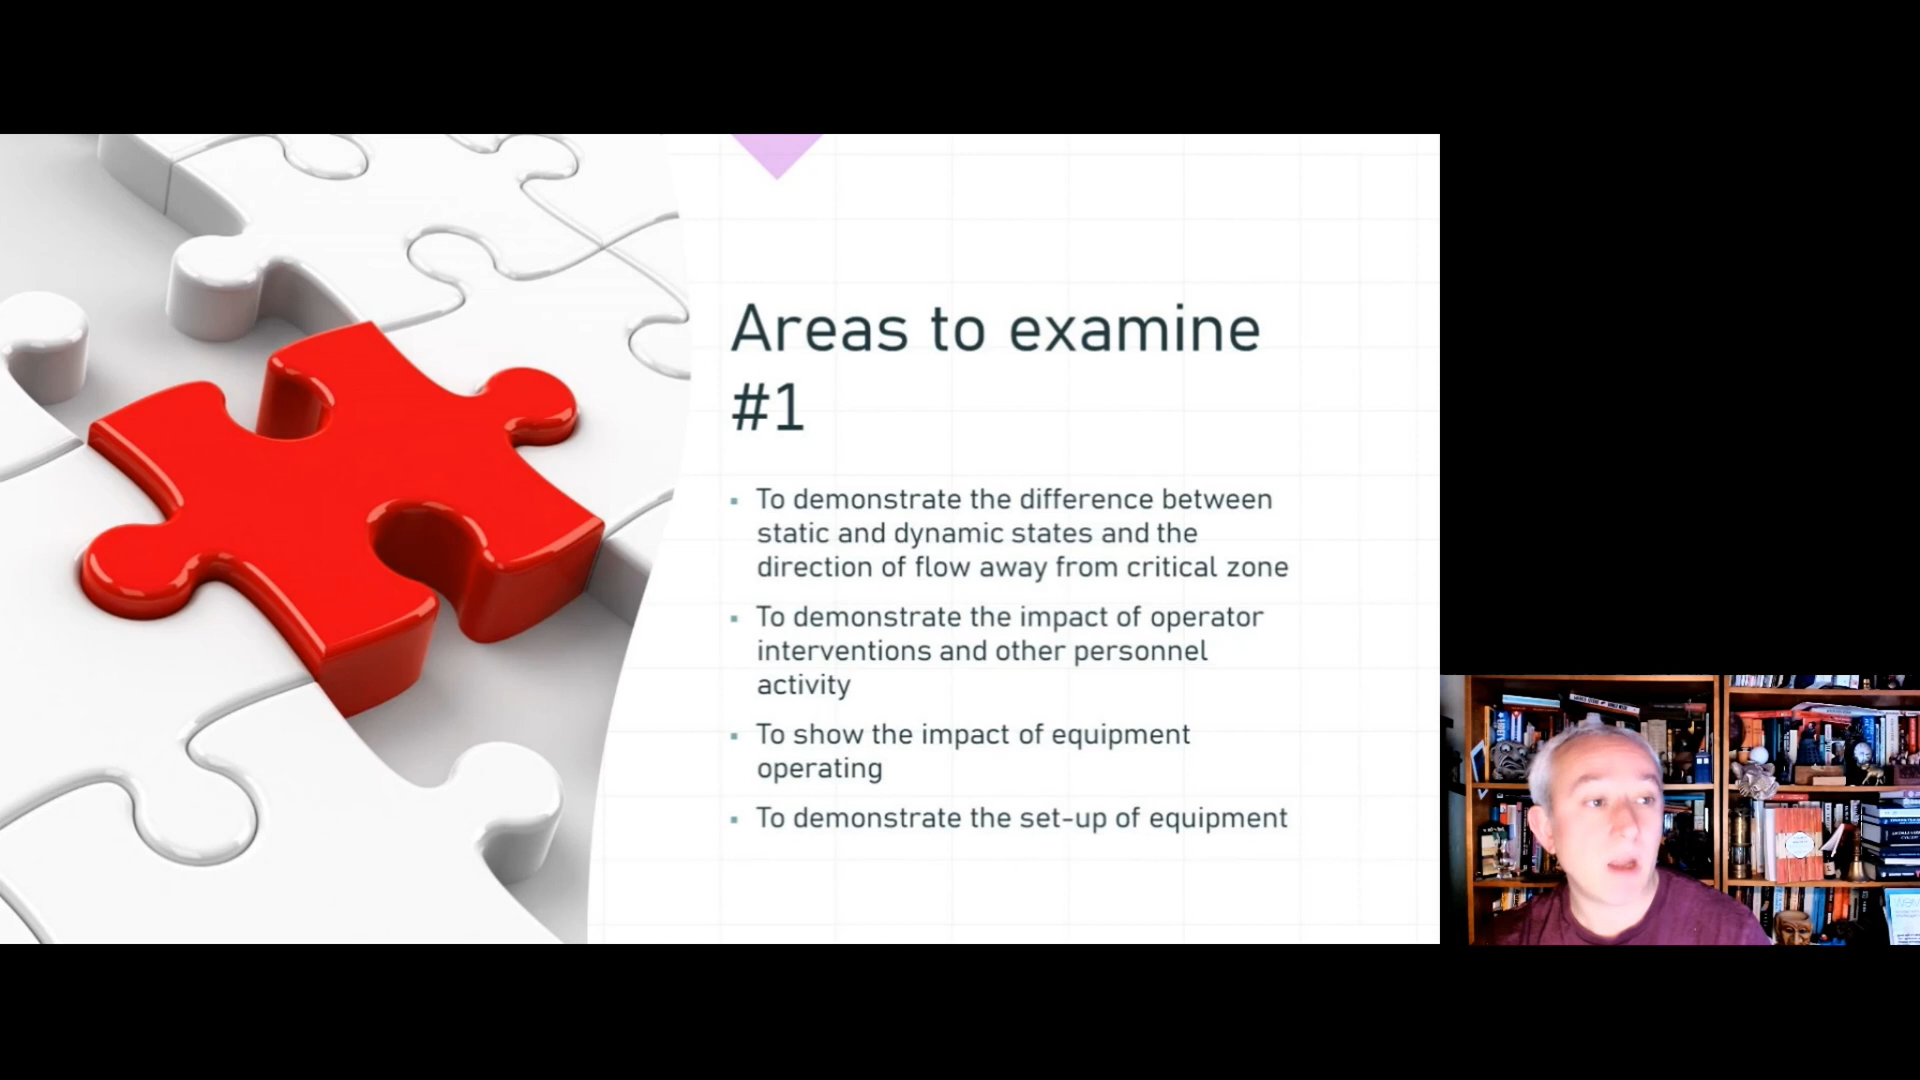 Areas to examine
#1
▪ To demonstrate the difference between
static and dynamic states and the
direction of flow away from critical zone
▪ To demonstrate the impact of operator
interventions and other personnel
activity
▪ To show the impact of equipment
operating
▪ To demonstrate the set-up of equipment